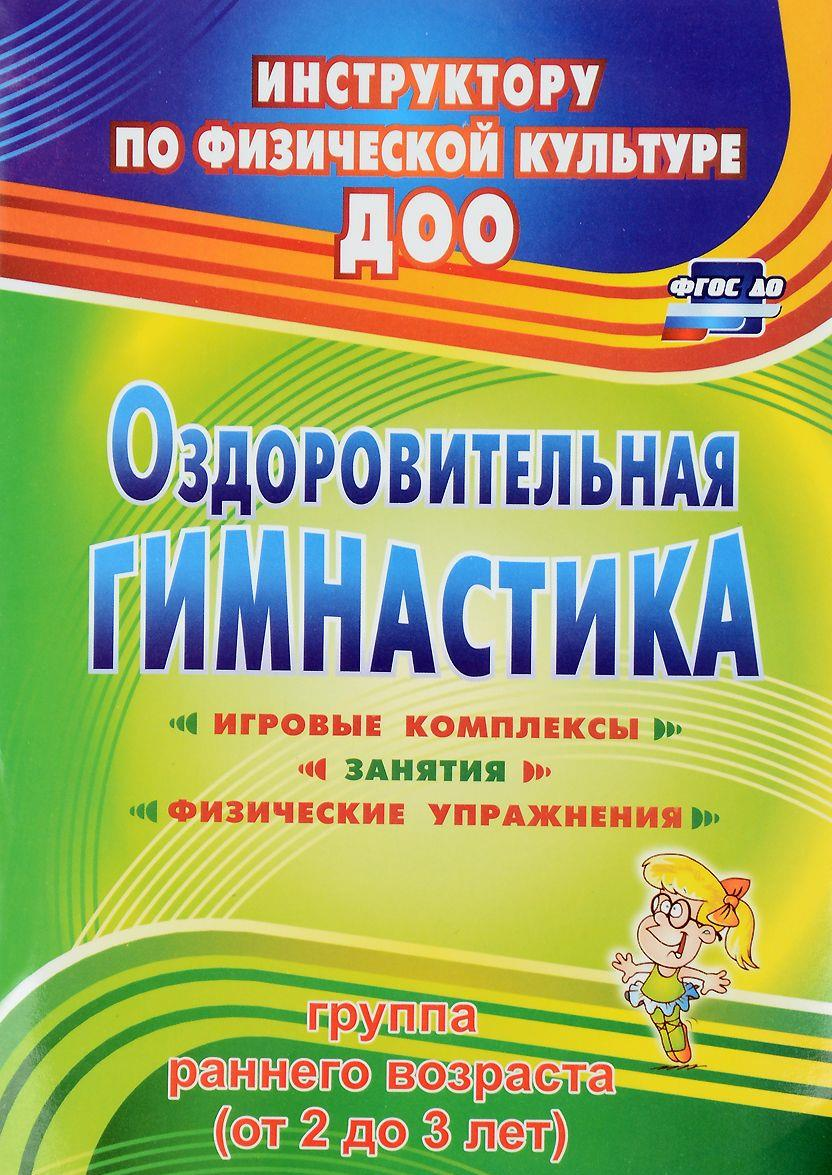 ИНСТРУКТОРУ
ПО ФИЗИЧЕСКОЙ КУЛЬТУРЕ
ДОО
ФГОС ДО
ОЗДОРОВИТЕЛЬНАЯ
ГИМНАСТИКА
ИГРОВЫЕ КОМПЛЕКСЫ
ЗАНЯТИЯ
ФИЗИЧЕСКИЕ УПРАЖНЕНИЯ
группа
раннего возраста
(от 2 до 3 лет)